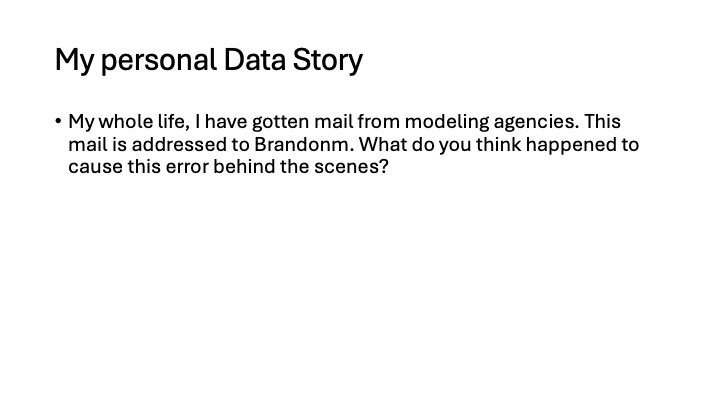 My personal Data Story
• My whole life, I have gotten mail from modeling agencies. This
mail is addressed to Brandonm. What do you think happened to
cause this error behind the scenes?